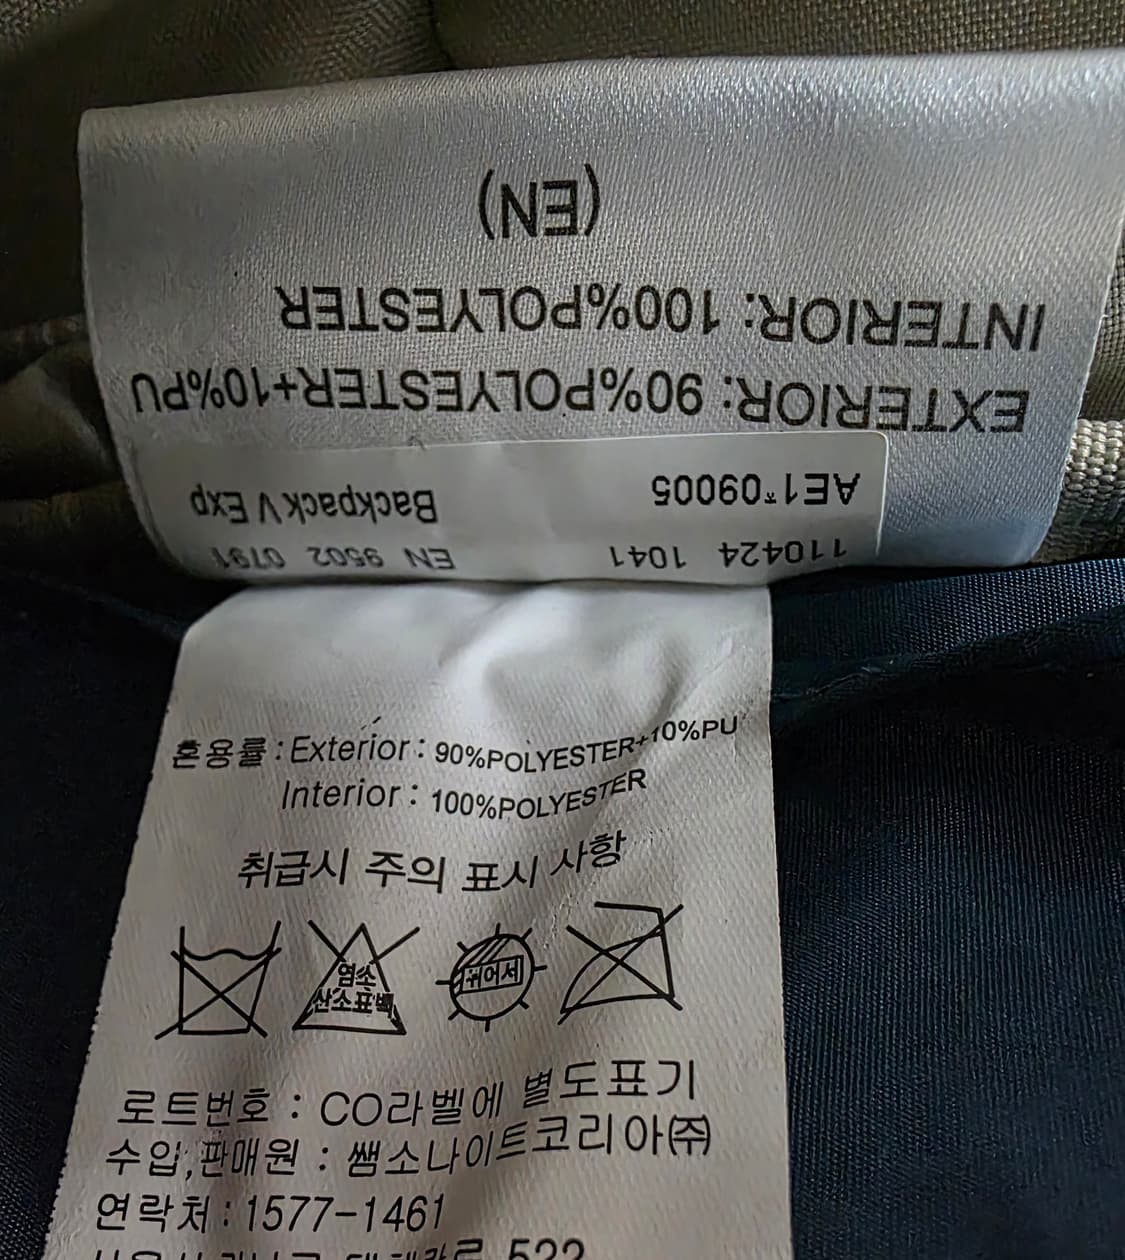 (EN)
INTERIOR: 100%POLYESTER
EXTERIOR: 90%POLYESTER+10%PU
AE1*09005 Backpack V Exp
110424 1041 EN 9502 0791
혼용률 : Exterior : 90%POLYESTER+10%PU
Interior : 100%POLYESTER
취급시 주의 표시 사항
염소
산소표백
뉘어서
로트번호 : CO라벨에 별도표기
수입,판매원 : 쌤소나이트코리아㈜
연락처 : 1577-1461
522